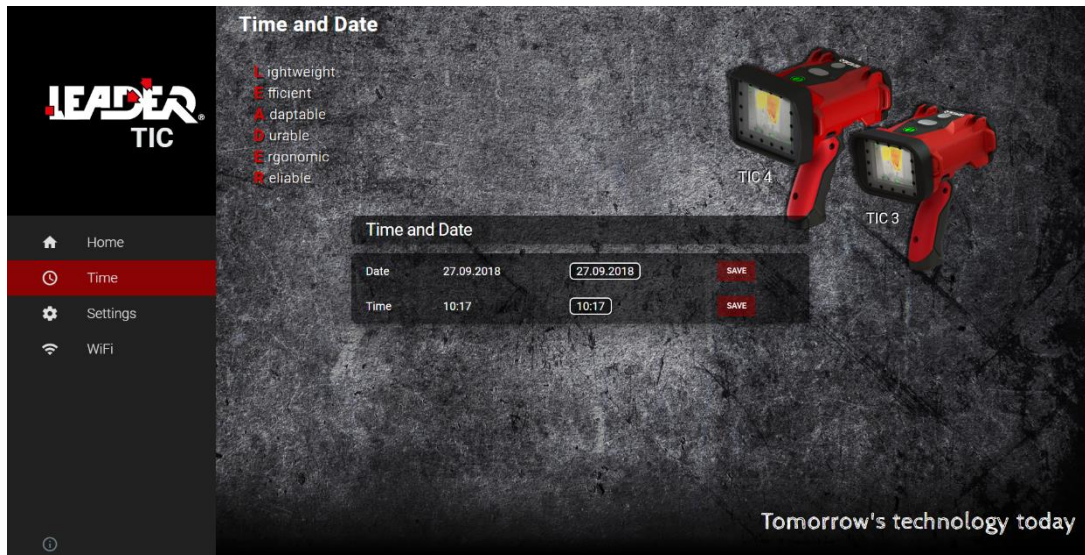 Time and Date
LEADER®
TIC
Lightweight
Efficient
Adaptable
Durable
Ergonomic
Reliable
TIC 4
TIC 3
Home
Time
Settings
WiFi
Time and Date
Date 27.09.2018 27.09.2018 SAVE
Time 10:17 10:17 SAVE
Tomorrow's technology today